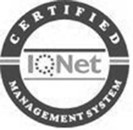 CERTIFIED
IQNet
MANAGEMENT SYSTEM